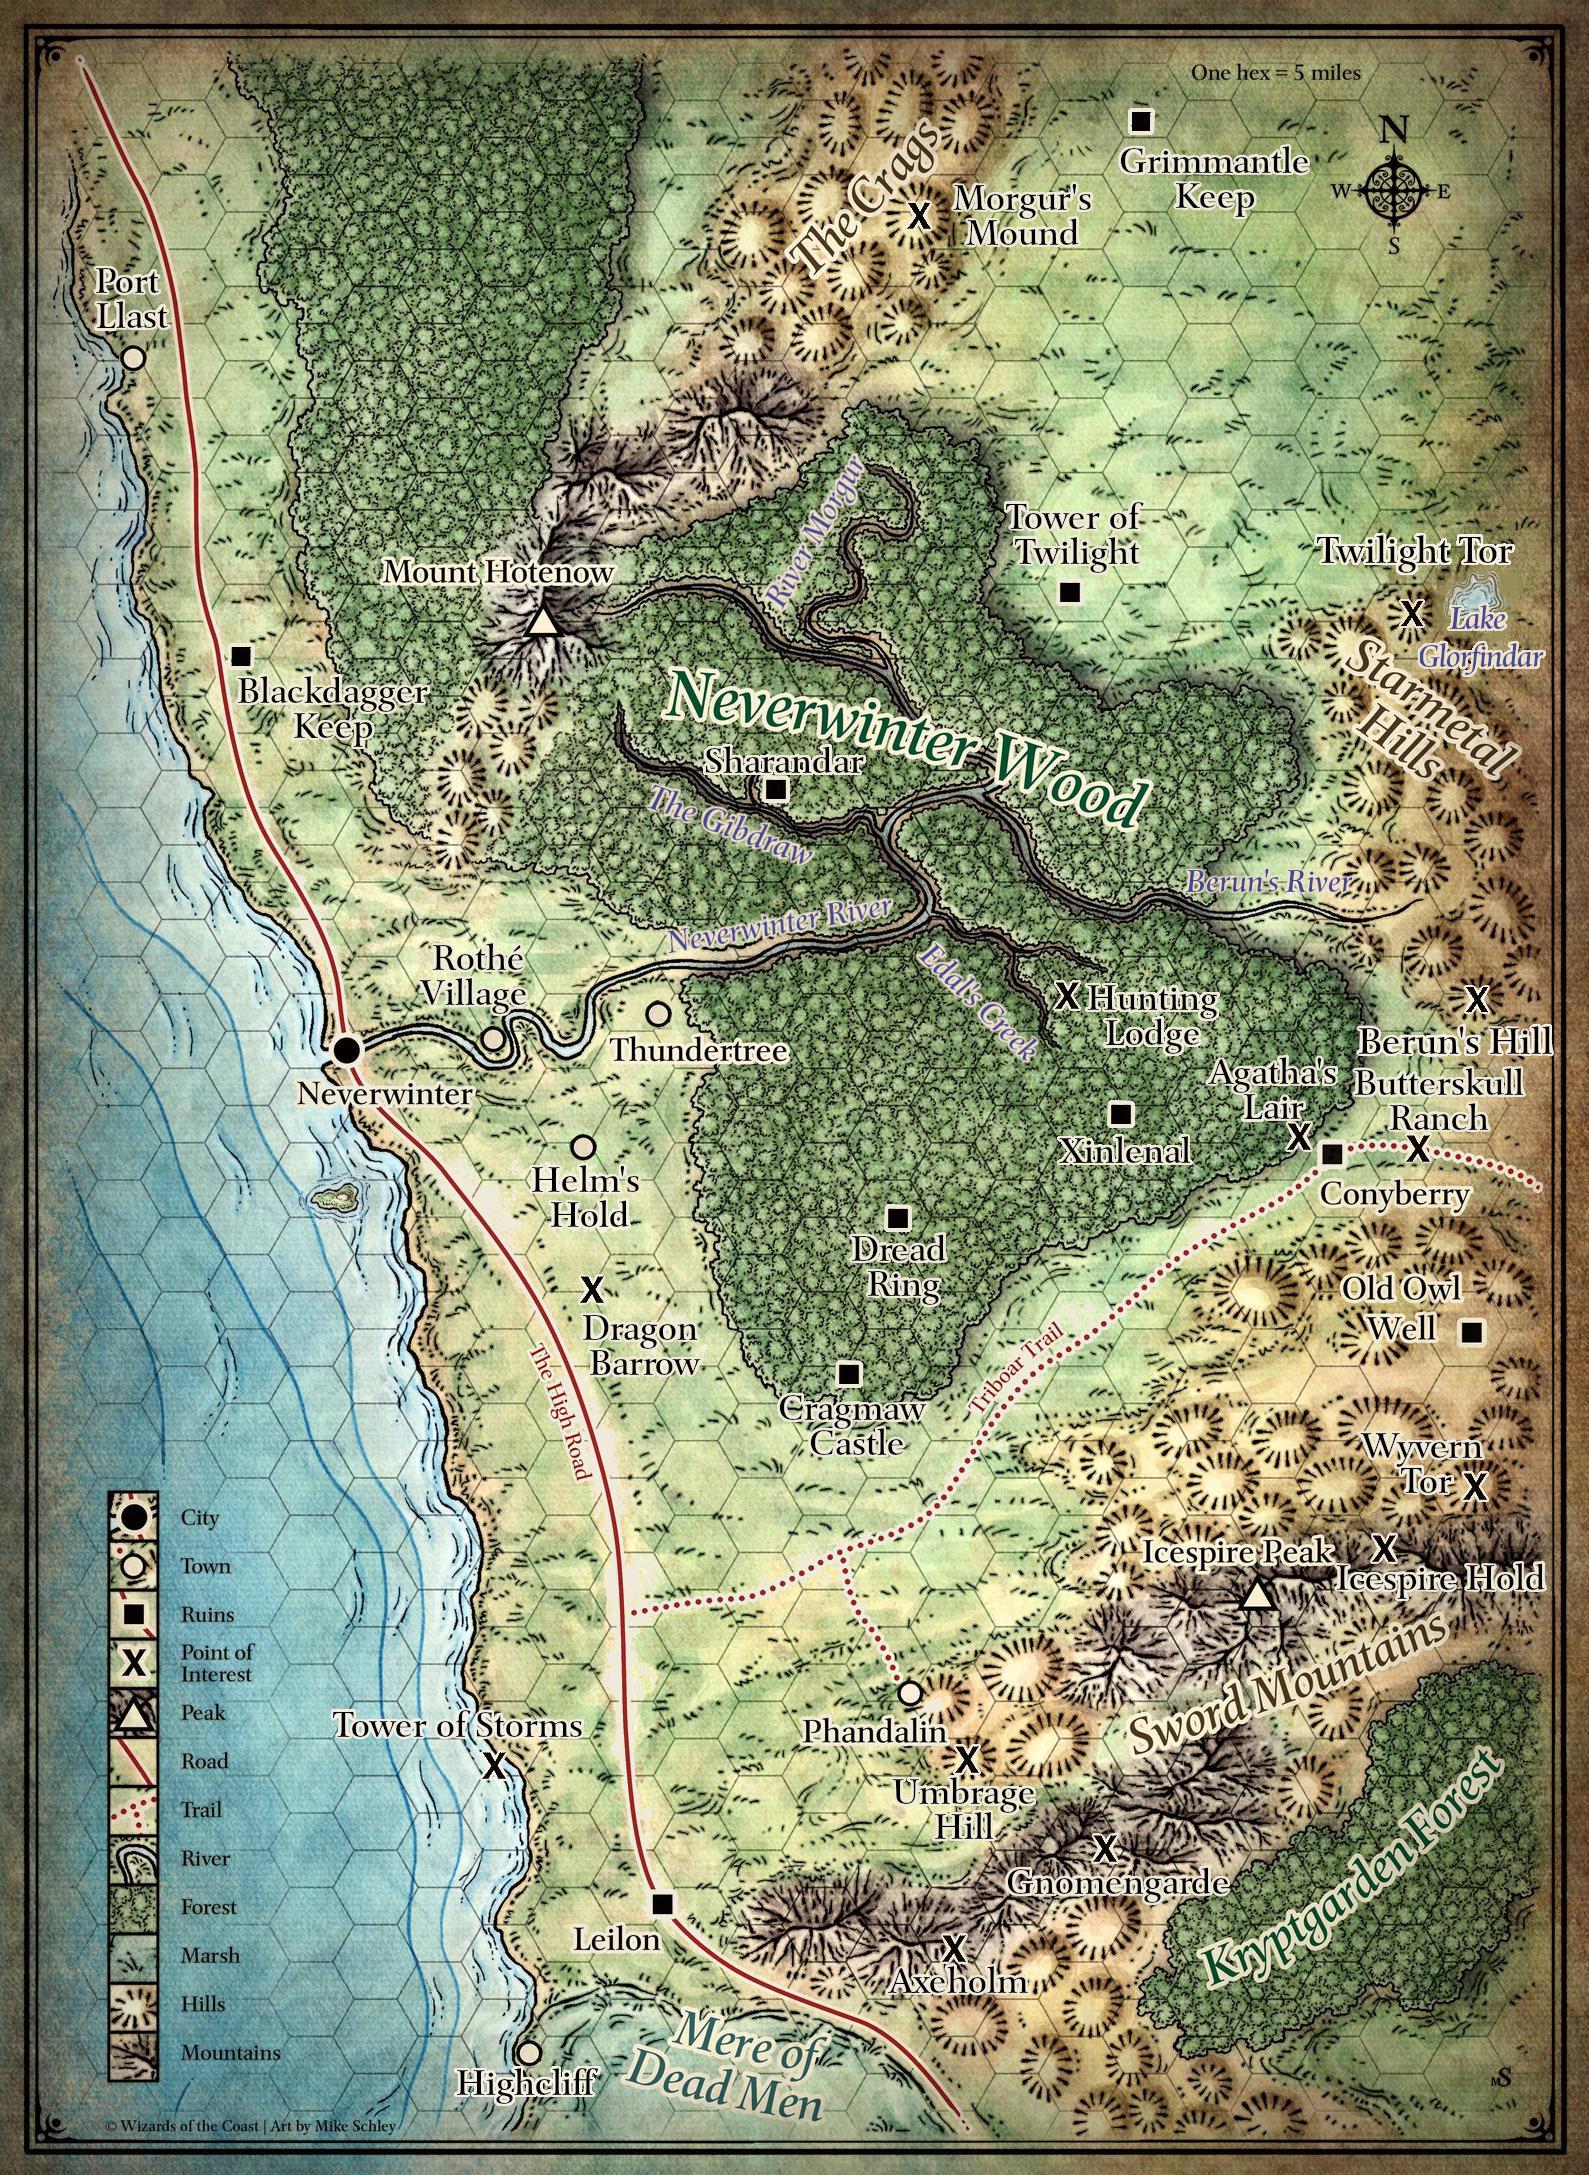 One hex = 5 miles
N
W
E
S
Grimmantle
Keep
The Crags
Morgur's
Mound
Port
Llast
River Morgur
Tower of
Twilight
Twilight Tor
Mount Hotenow
Lake
Glorfindar
Starmetal
Hills
Blackdagger
Keep
Neverwinter Wood
Sharandar
The Gibdraw
Berun's River
Neverwinter River
Rothé
Village
Edal's Creek
Hunting
Lodge
Thundertree
Berun's Hill
Neverwinter
Agatha's
Lair
Butterskull
Ranch
Xinlenal
Helm's
Hold
Conyberry
Dread
Ring
Dragon
Barrow
Old Owl
Well
The High Road
Triboar Trail
Cragmaw
Castle
Wyvern
Tor
Icespire Peak
Icespire Hold
Sword Mountains
Tower of Storms
Phandalin
Umbrage
Hill
Gnomengarde
Kryptgarden Forest
Leilon
Axeholm
Mere of
Dead Men
Highcliff
City
Town
Ruins
Point of
Interest
Peak
Road
Trail
River
Forest
Marsh
Hills
Mountains
© Wizards of the Coast | Art by Mike Schley
MS